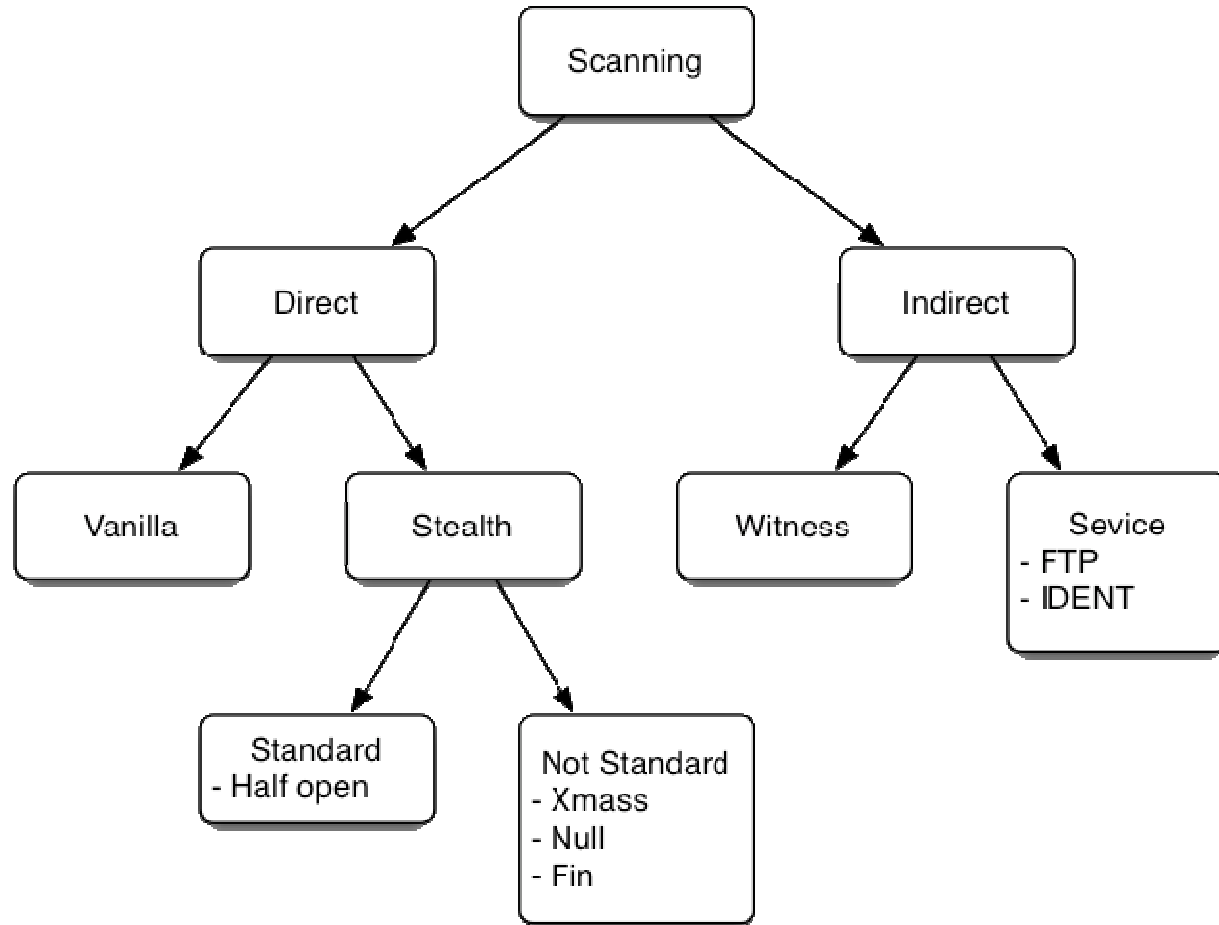 Scanning
Direct
Indirect
Vanilla
Stealth
Witness
Sevice
- FTP
- IDENT
Standard
- Half open
Not Standard
- Xmass
- Null
- Fin